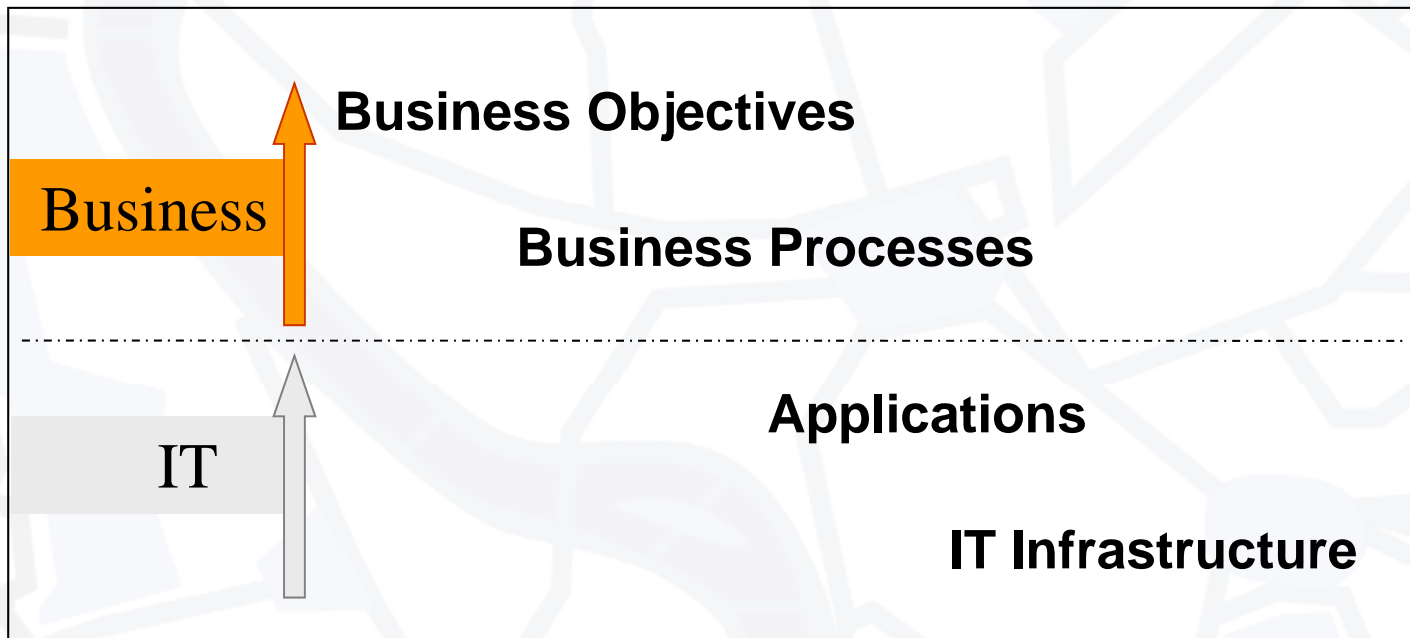 Business Objectives
Business
Business Processes
Applications
IT
IT Infrastructure